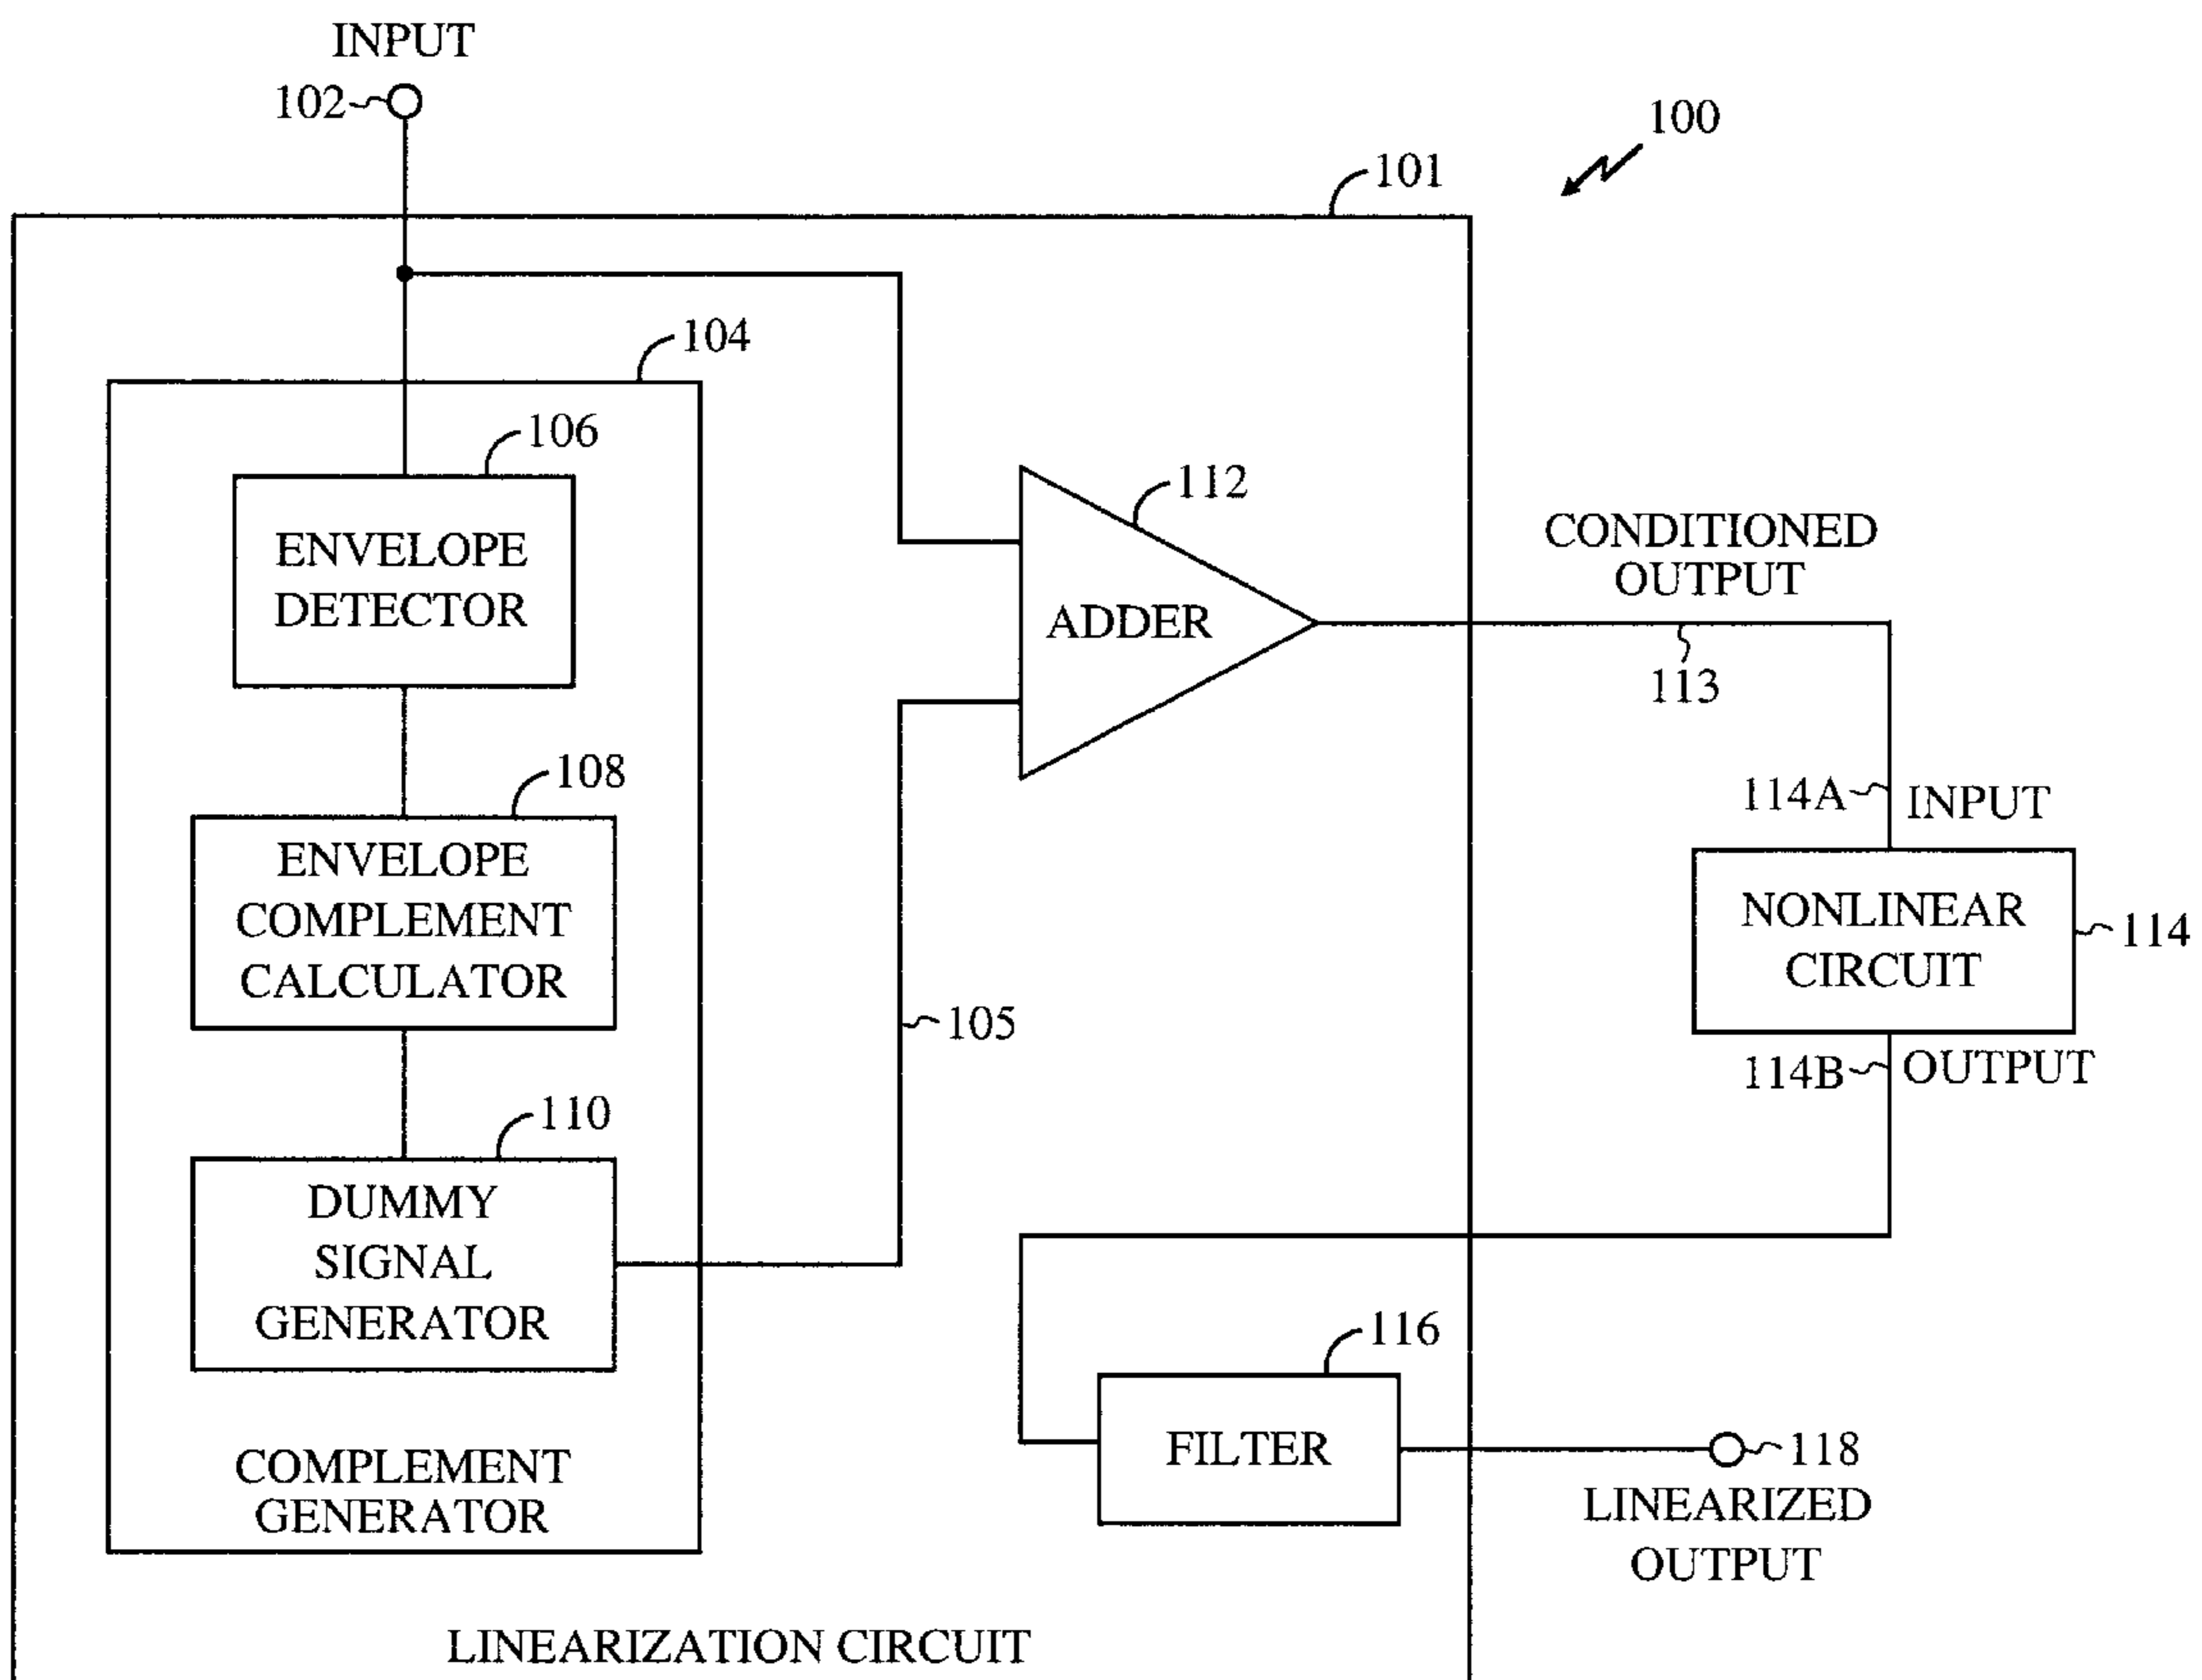 INPUT
102
100
101
104
106
ENVELOPE
DETECTOR
112
ADDER
CONDITIONED
OUTPUT
113
108
ENVELOPE
COMPLEMENT
CALCULATOR
114A
INPUT
NONLINEAR
CIRCUIT
114
105
114B
OUTPUT
110
DUMMY
SIGNAL
GENERATOR
116
FILTER
118
LINEARIZED
OUTPUT
COMPLEMENT
GENERATOR
LINEARIZATION CIRCUIT